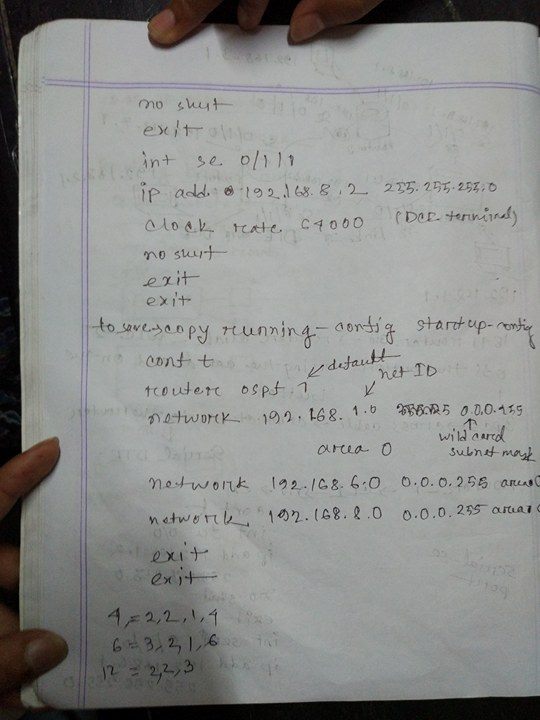 no shut
exit
int se 0/1/1
ip add 192.168.8.2 255.255.255.0
clock rate 64000 (DCE terminal)
no shut
exit
exit
to save copy running-config startup-config
conf t
router ospf 1 default
net ID
network 192.168.1.0 0.0.0.255
wild card
subnet mask
area 0
network 192.168.6.0 0.0.0.255 area 0
network 192.168.8.0 0.0.0.255 area
exit
exit
4 = 2, 2, 1, 4
6 = 3, 2, 1, 6
12 = 2, 2, 3